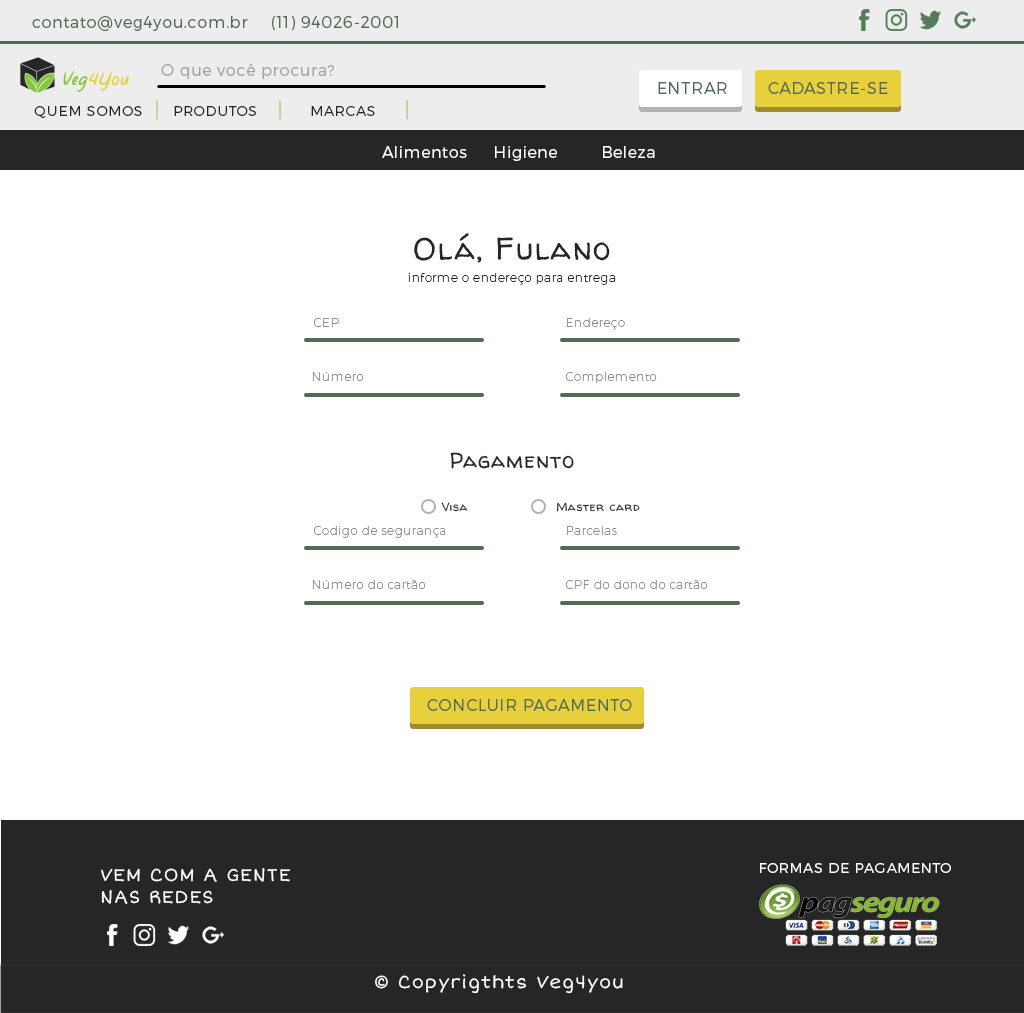 contato@veg4you.com.br (11) 94026-2001
Veg4You
O que você procura?
ENTRAR CADASTRE-SE
QUEM SOMOS PRODUTOS MARCAS
Alimentos Higiene Beleza
Olá, Fulano
informe o endereço para entrega
CEP Endereço
Número Complemento
Pagamento
Visa Master card
Codigo de segurança Parcelas
Número do cartão CPF do dono do cartão
CONCLUIR PAGAMENTO
VEM COM A GENTE
NAS REDES
FORMAS DE PAGAMENTO
pagseguro
VISA
© Copyrigthts Veg4you